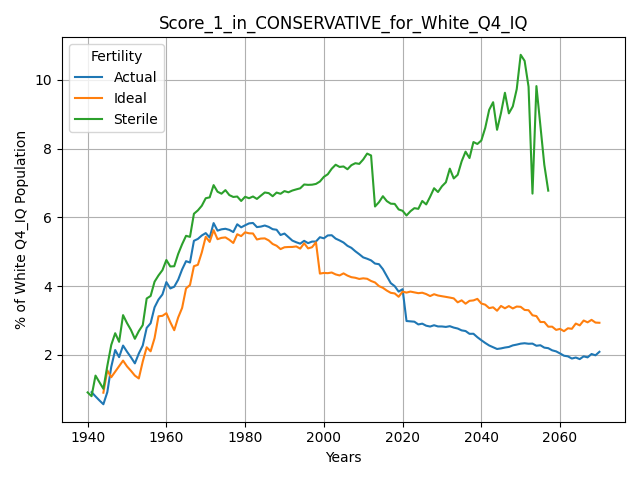 Score_1_in_CONSERVATIVE_for_White_Q4_IQ
Fertility
Actual
Ideal
Sterile
% of White Q4_IQ Population
10
8
6
4
2
1940 1960 1980 2000 2020 2040 2060
Years